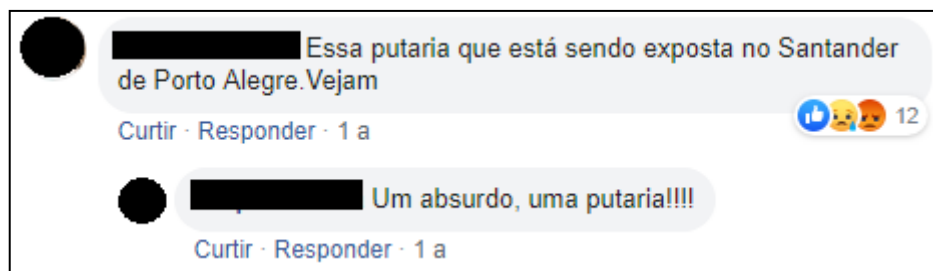 Essa putaria que está sendo exposta no Santander
de Porto Alegre.Vejam
12
Curtir · Responder · 1 a
Um absurdo, uma putaria!!!!
Curtir · Responder · 1 a